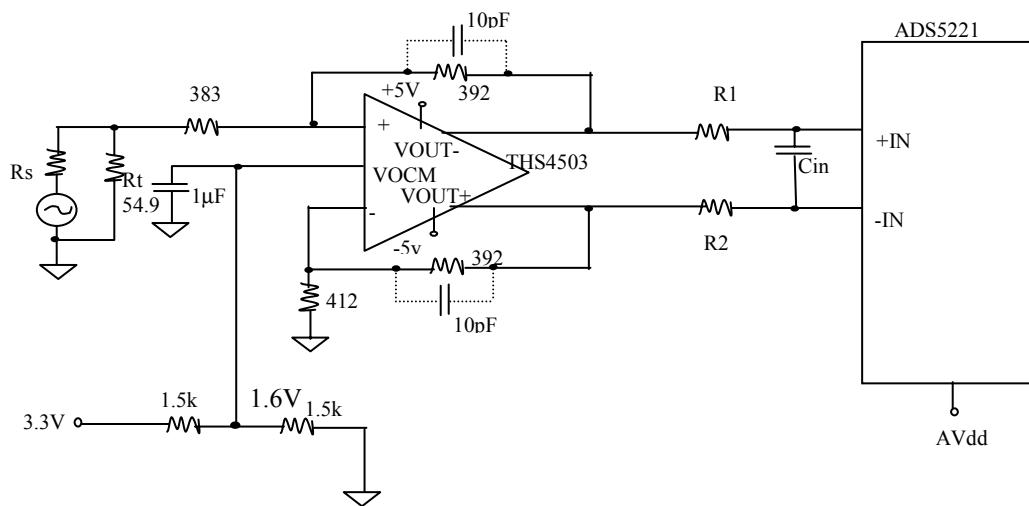 10pF
ADS5221
+5V
392
383
R1
+
+IN
VOUT-
THS4503
Cin
Rs
Rt
VOCM
54.9
1µF
VOUT+
-
-IN
R2
-5v
392
412
10pF
1.5k
1.6V
1.5k
3.3V
AVdd